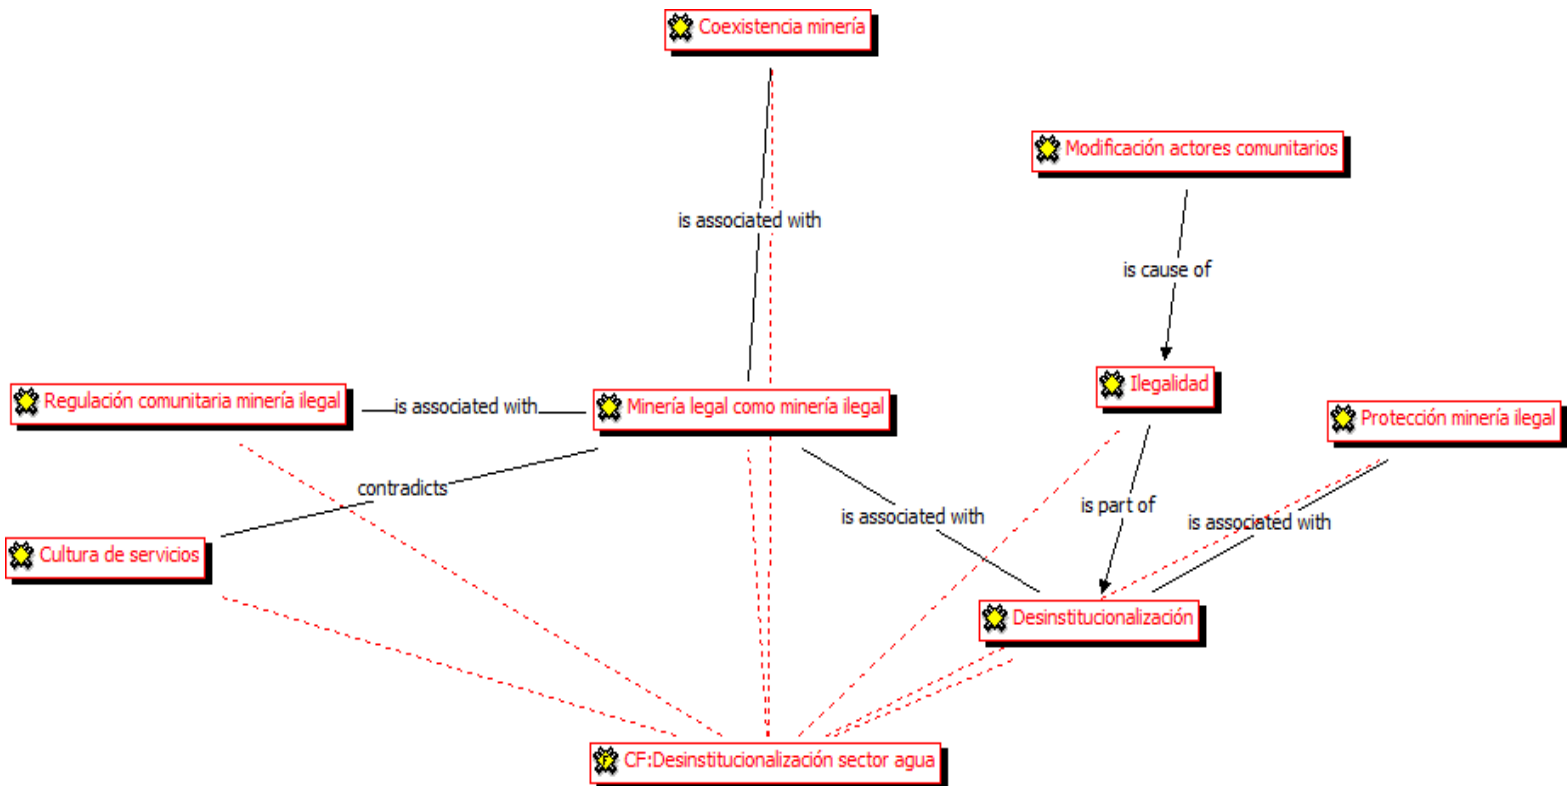 Coexistencia minería
Modificación actores comunitarios
is associated with
is cause of
Ilegalidad
Regulación comunitaria minería ilegal
is associated with
Minería legal como minería ilegal
Protección minería ilegal
contradicts
is associated with
is part of
is associated with
Cultura de servicios
Desinstitucionalización
CF:Desinstitucionalización sector agua